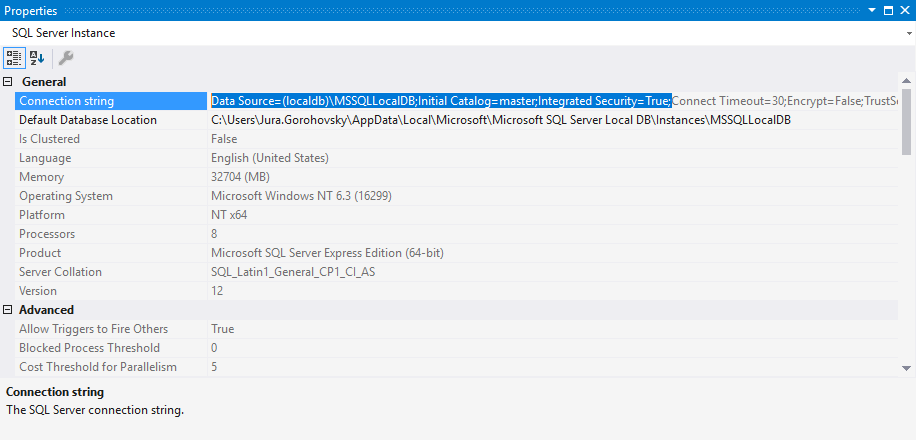 Properties
SQL Server Instance
General
Connection string Data Source=(localdb)\MSSQLLocalDB;Initial Catalog=master;Integrated Security=True;Connect Timeout=30;Encrypt=False;TrustSe
Default Database Location C:\Users\Jura.Gorohovsky\AppData\Local\Microsoft\Microsoft SQL Server Local DB\Instances\MSSQLLocalDB
Is Clustered False
Language English (United States)
Memory 32704 (MB)
Operating System Microsoft Windows NT 6.3 (16299)
Platform NT x64
Processors 8
Product Microsoft SQL Server Express Edition (64-bit)
Server Collation SQL_Latin1_General_CP1_CI_AS
Version 12
Advanced
Allow Triggers to Fire Others True
Blocked Process Threshold 0
Cost Threshold for Parallelism 5
Connection string
The SQL Server connection string.